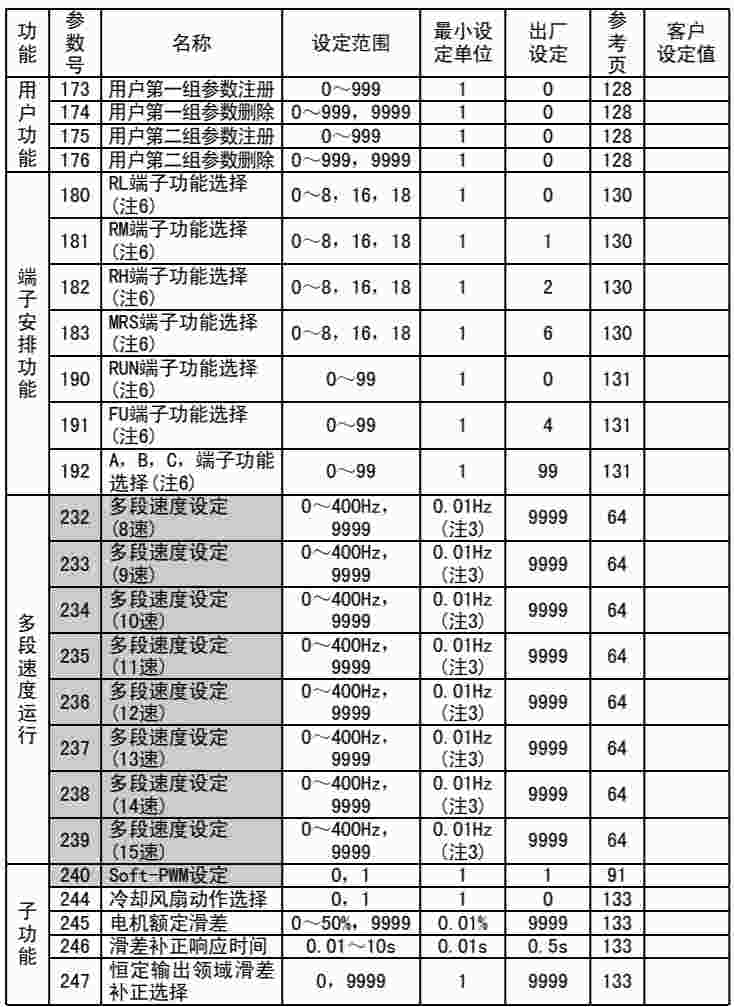 功能 参数号 名称 设定范围 最小设定单位 出厂设定 参考页 客户设定值
用户功能
173 用户第一组参数注册 0～999 1 0 128
174 用户第一组参数删除 0～999，9999 1 0 128
175 用户第二组参数注册 0～999 1 0 128
176 用户第二组参数删除 0～999，9999 1 0 128
端子安排功能
180 RL端子功能选择(注6) 0～8，16，18 1 0 130
181 RM端子功能选择(注6) 0～8，16，18 1 1 130
182 RH端子功能选择(注6) 0～8，16，18 1 2 130
183 MRS端子功能选择(注6) 0～8，16，18 1 6 130
190 RUN端子功能选择(注6) 0～99 1 0 131
191 FU端子功能选择(注6) 0～99 1 4 131
192 A，B，C，端子功能选择(注6) 0～99 1 99 131
多段速度运行
232 多段速度设定(8速) 0～400Hz，9999 0.01Hz(注3) 9999 64
233 多段速度设定(9速) 0～400Hz，9999 0.01Hz(注3) 9999 64
234 多段速度设定(10速) 0～400Hz，9999 0.01Hz(注3) 9999 64
235 多段速度设定(11速) 0～400Hz，9999 0.01Hz(注3) 9999 64
236 多段速度设定(12速) 0～400Hz，9999 0.01Hz(注3) 9999 64
237 多段速度设定(13速) 0～400Hz，9999 0.01Hz(注3) 9999 64
238 多段速度设定(14速) 0～400Hz，9999 0.01Hz(注3) 9999 64
239 多段速度设定(15速) 0～400Hz，9999 0.01Hz(注3) 9999 64
子功能
240 Soft-PWM设定 0，1 1 1 91
244 冷却风扇动作选择 0，1 1 0 133
245 电机额定滑差 0～50%，9999 0.01% 9999 133
246 滑差补正响应时间 0.01～10s 0.01s 0.5s 133
247 恒定输出领域滑差补正选择 0，9999 1 9999 133